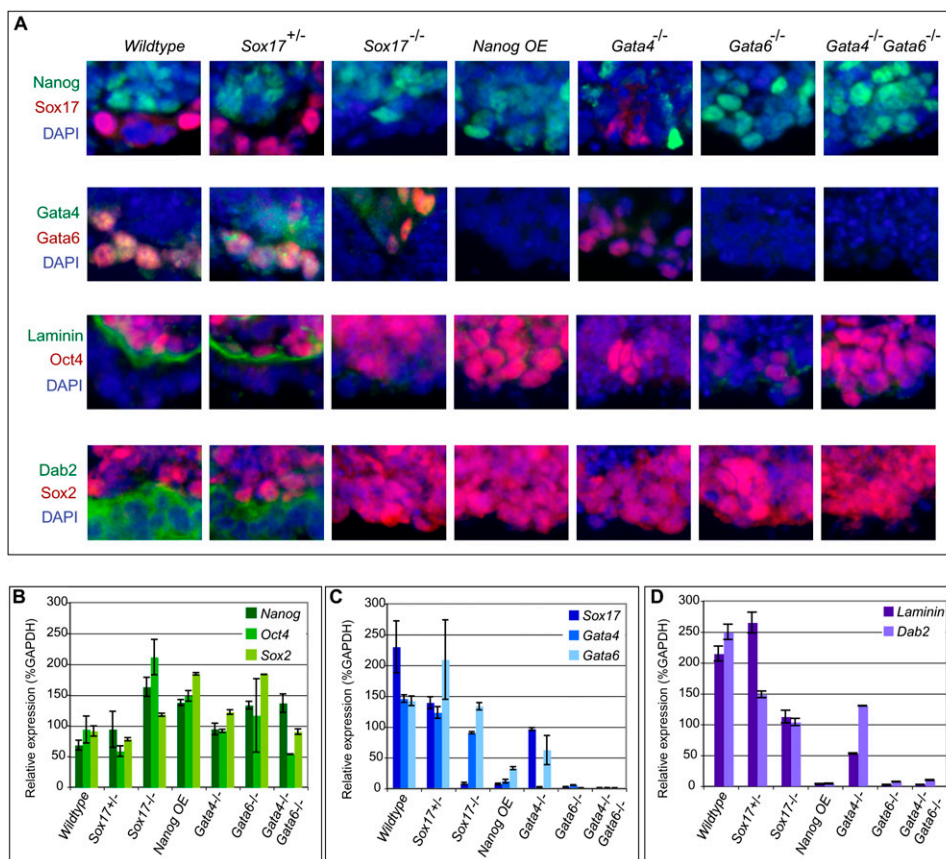 A
Wildtype Sox17+/- Sox17-/- Nanog OE Gata4-/- Gata6-/- Gata4-/-Gata6-/-
Nanog
Sox17
DAPI
Gata4
Gata6
DAPI
Laminin
Oct4
DAPI
Dab2
Sox2
DAPI
B
Relative expression (%GAPDH)
300
250
200
150
100
50
0
Nanog
Oct4
Sox2
Wildtype
Sox17+/-
Sox17-/-
Nanog OE
Gata4-/-
Gata6-/-
Gata4-/-
Gata6-/-
C
Relative expression (%GAPDH)
300
250
200
150
100
50
0
Sox17
Gata4
Gata6
Wildtype
Sox17+/-
Sox17-/-
Nanog OE
Gata4-/-
Gata6-/-
Gata4-/-
Gata6-/-
D
Relative expression (%GAPDH)
300
250
200
150
100
50
0
Laminin
Dab2
Wildtype
Sox17+/-
Sox17-/-
Nanog OE
Gata4-/-
Gata6-/-
Gata4-/-
Gata6-/-